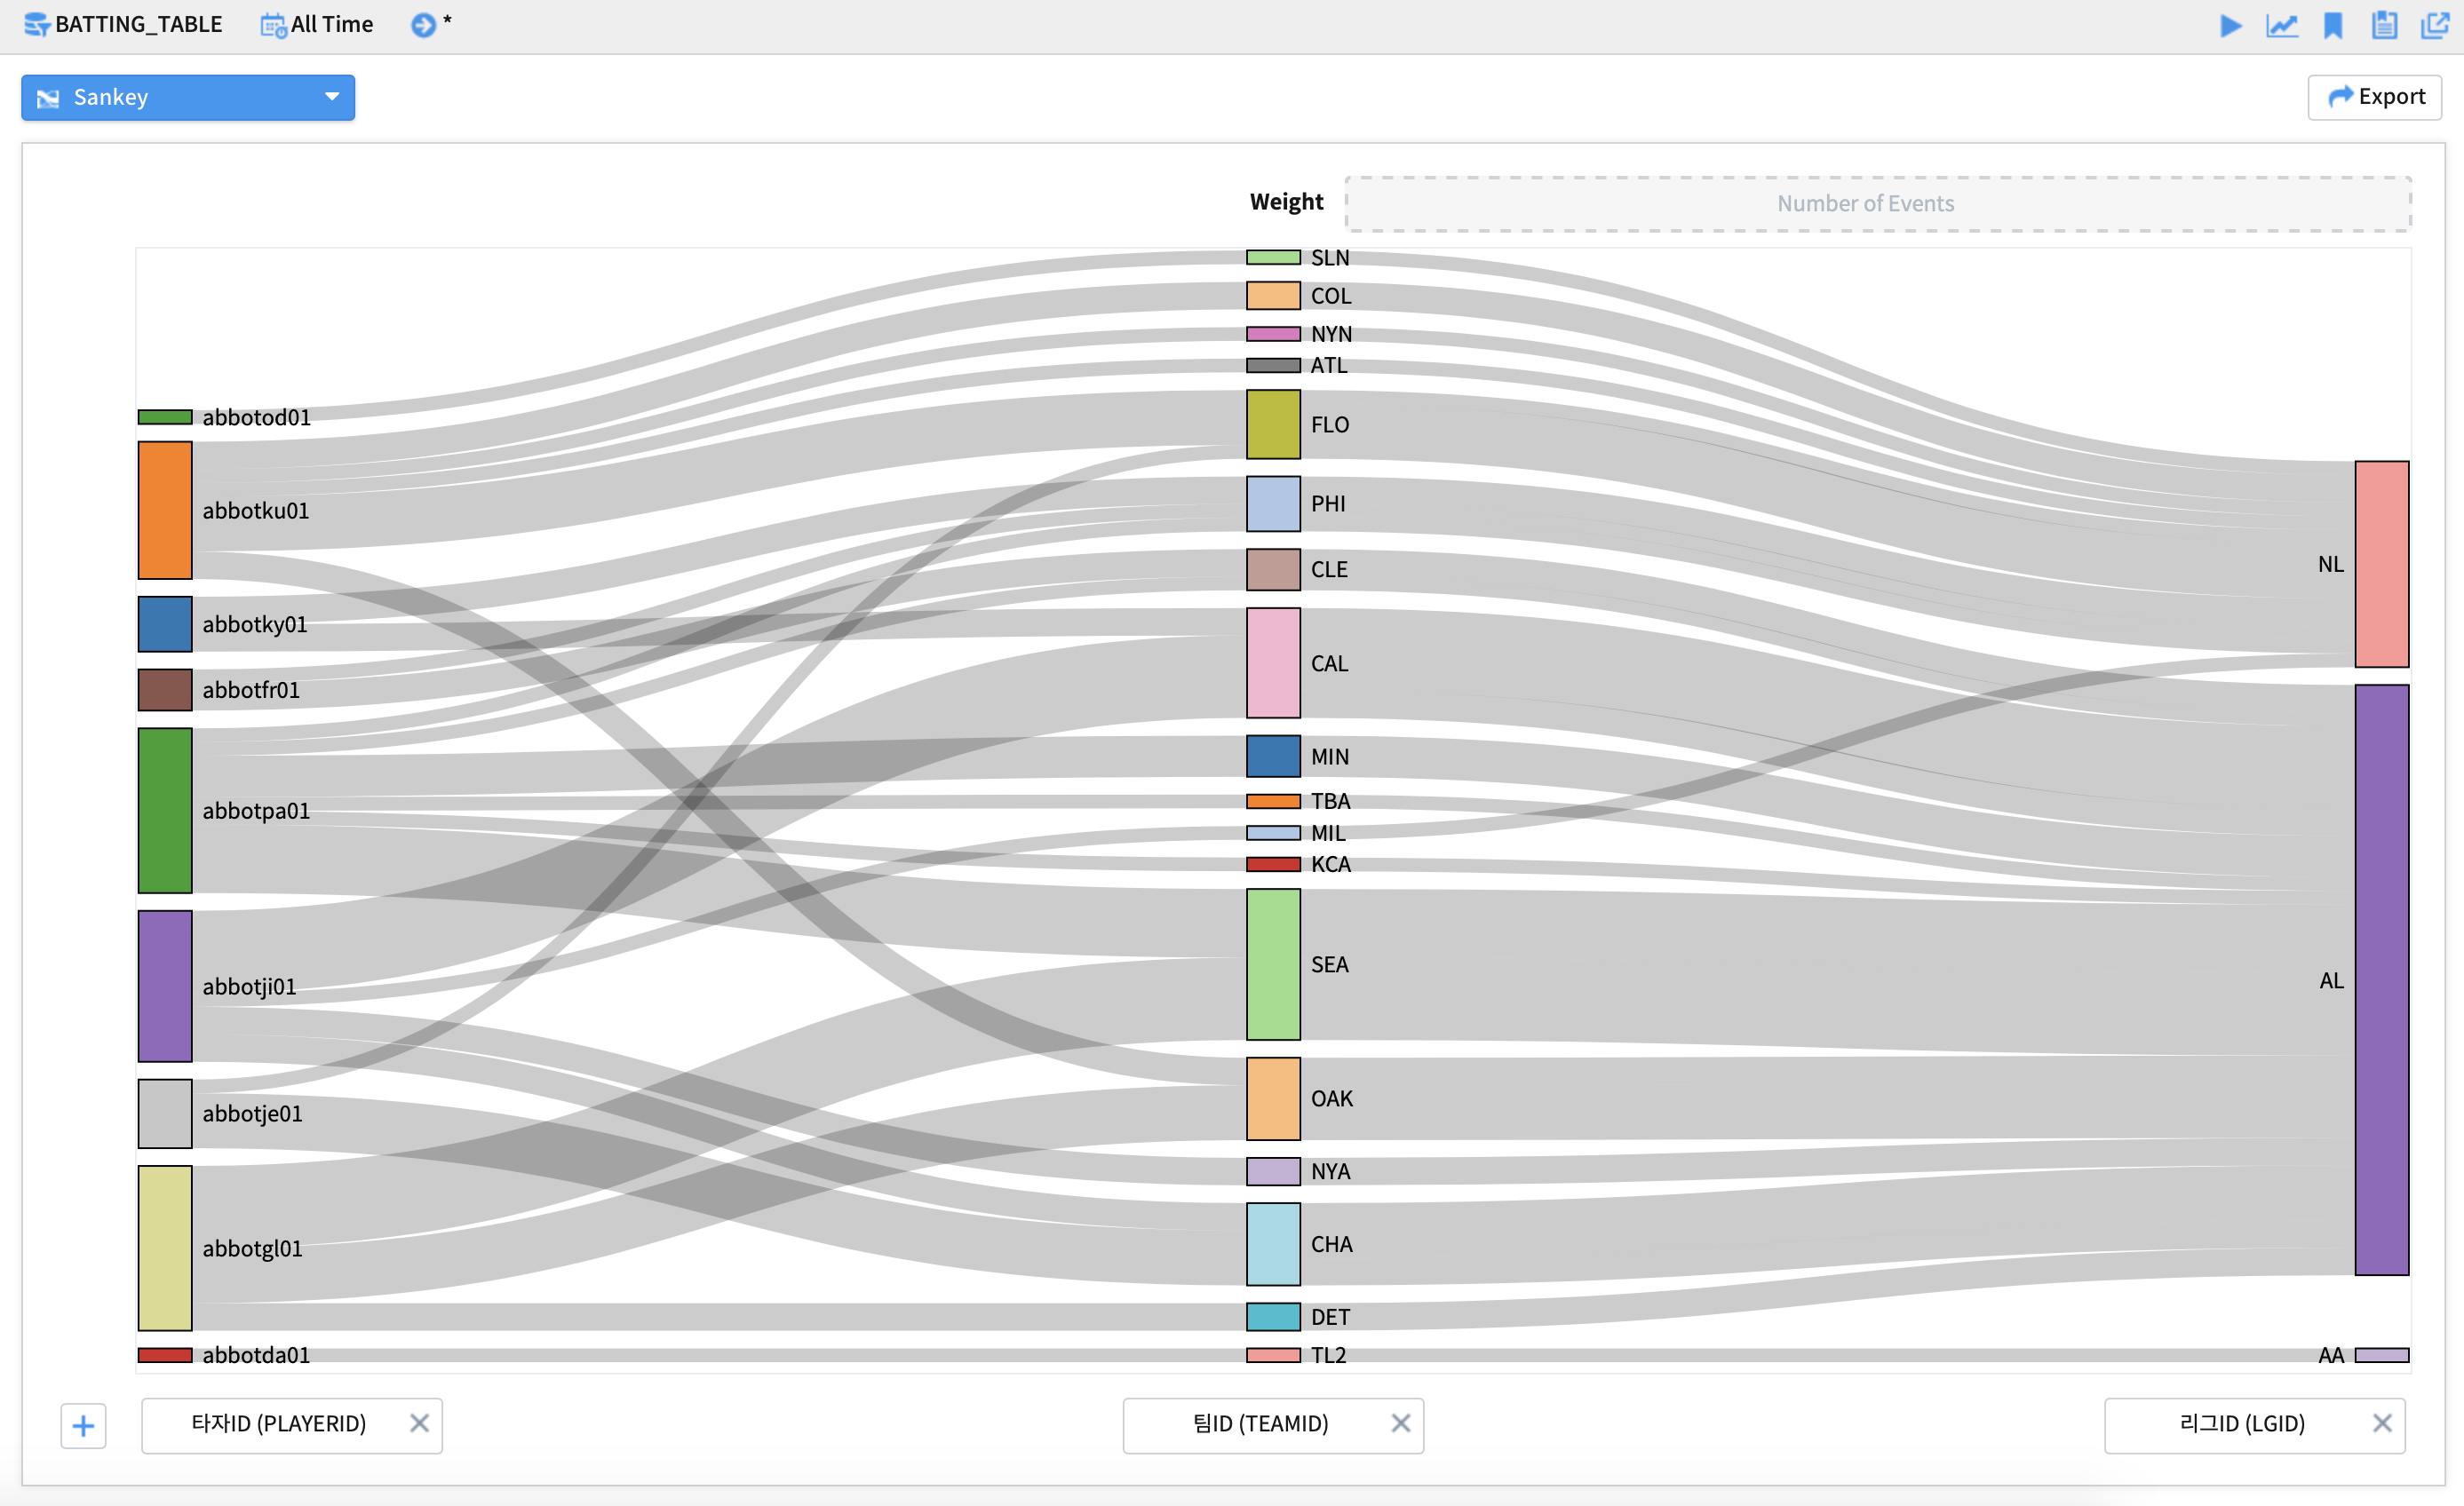 BATTING_TABLE All Time *
Sankey
Export
Weight Number of Events
SLN
COL
NYN
ATL
FLO
PHI
CLE
CAL
MIN
TBA
MIL
KCA
SEA
OAK
NYA
CHA
DET
TL2
abbotod01
abbotku01
abbotky01
abbotfr01
abbotpa01
abbotji01
abbotje01
abbotgl01
abbotda01
NL
AL
AA
타자ID (PLAYERID) 팀ID (TEAMID) 리그ID (LGID)